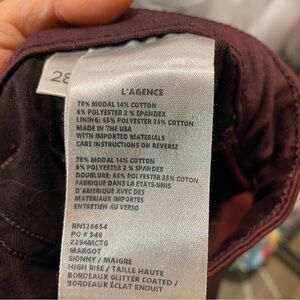 28
L'AGENCE
78% MODAL 14% COTTON
6% POLYESTER 2 % SPANDEX
LINING: 65% POLYESTER 35% COTTON
MADE IN THE USA
WITH IMPORTED MATERIALS
CARE INSTRUCTIONS ON REVERSE
78% MODAL 14% COTTON
6% POLYESTER 2 % SPANDEX
DOUBLURE: 65% POLYESTER 35% COTTON
FABRIQUE DANS LA ETATS-UNIS
D'AMERIQUE AVEC DES
MATERIAUX IMPORTES
ENTRETIEN AU VERSO
RN126654
PO # 549
2294MCTG
MARGOT
SKINNY / MAIGRE
HIGH RISE / TAILLE HAUTE
BORDEAUX GLITTER COATED /
BORDEAUX ÉCLAT ENDUIT